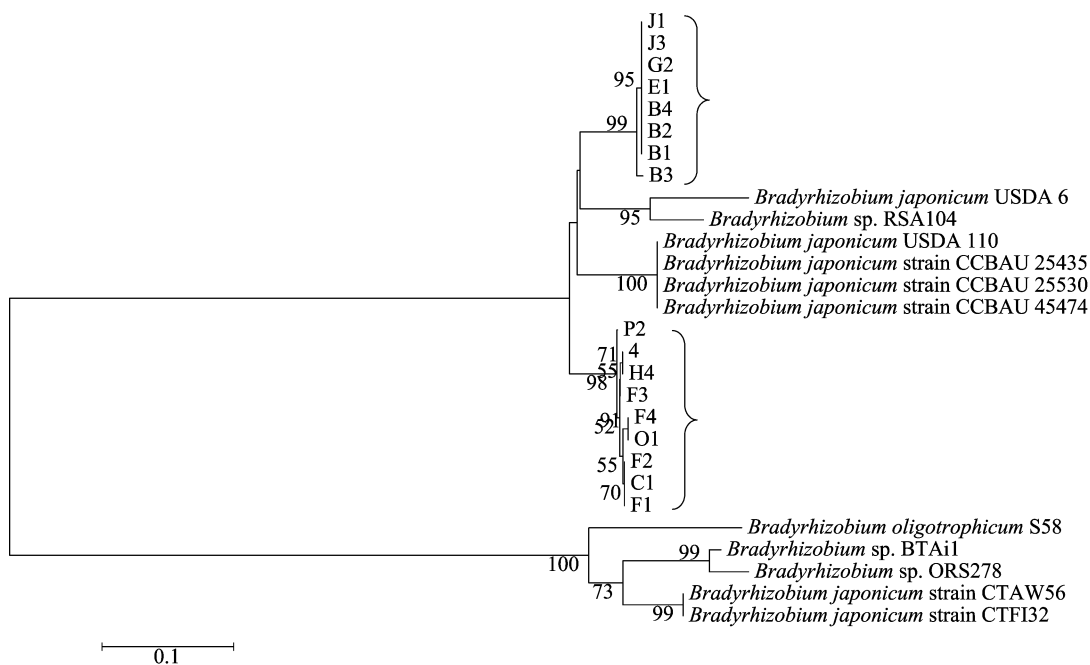 J1
J3
G2
95
E1
B4
99
B2
B1
B3
Bradyrhizobium japonicum USDA 6
95
Bradyrhizobium sp. RSA104
Bradyrhizobium japonicum USDA 110
Bradyrhizobium japonicum strain CCBAU 25435
100
Bradyrhizobium japonicum strain CCBAU 25530
Bradyrhizobium japonicum strain CCBAU 45474
P2
71
4
55
H4
98
F3
91
F4
52
O1
F2
55
C1
70
F1
Bradyrhizobium oligotrophicum S58
99
Bradyrhizobium sp. BTAi1
100
Bradyrhizobium sp. ORS278
73
Bradyrhizobium japonicum strain CTAW56
99
Bradyrhizobium japonicum strain CTFI32
0.1